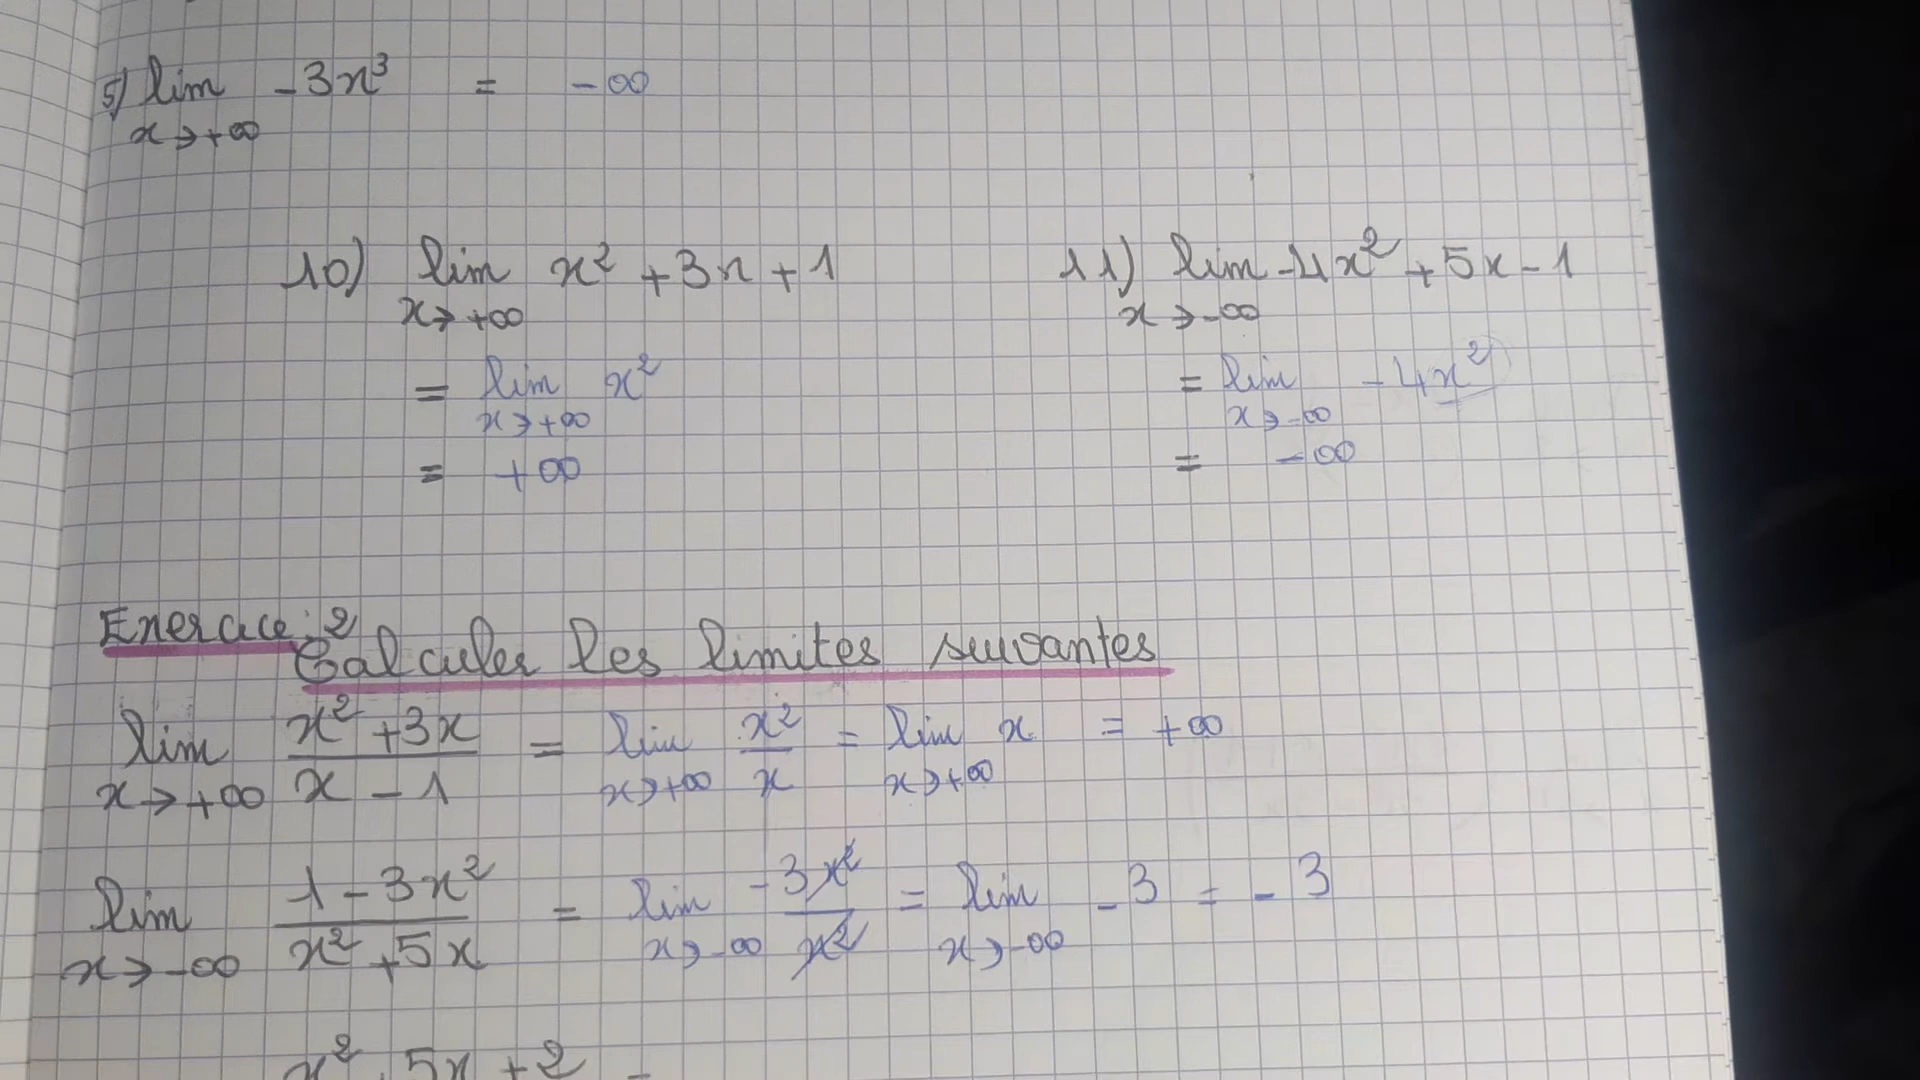 5) lim -3x³ = -∞
x→+∞
10) lim x² + 3x + 1
x→+∞
= lim x²
x→+∞
= +∞
11) lim -4x² + 5x - 1
x→-∞
= lim -4x²
x→-∞
= -∞
Exercice: 2
Calculer les limites suivantes
lim (x² + 3x)/(x - 1) = lim x²/x = lim x = +∞
x→+∞ x→+∞ x→+∞
lim (1 - 3x²)/(x² + 5x) = lim -3x²/x² = lim -3 = -3
x→-∞ x→-∞ x→-∞